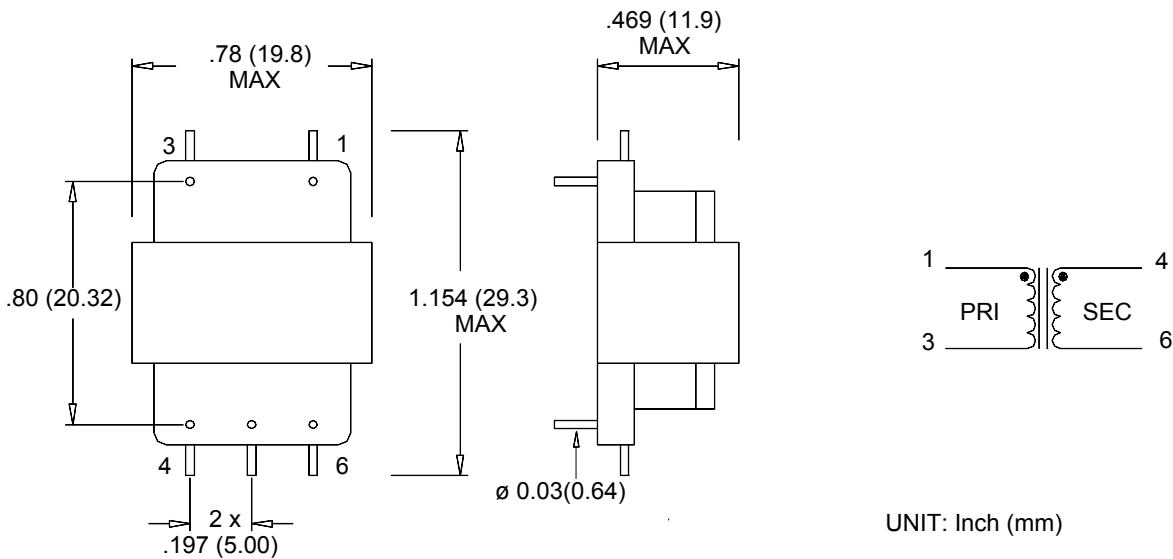 .469 (11.9)
MAX
.78 (19.8)
MAX
3
1
.80 (20.32)
1.154 (29.3)
MAX
4
6
2 x
.197 (5.00)
ø 0.03(0.64)
1
4
PRI
SEC
3
6
UNIT: Inch (mm)